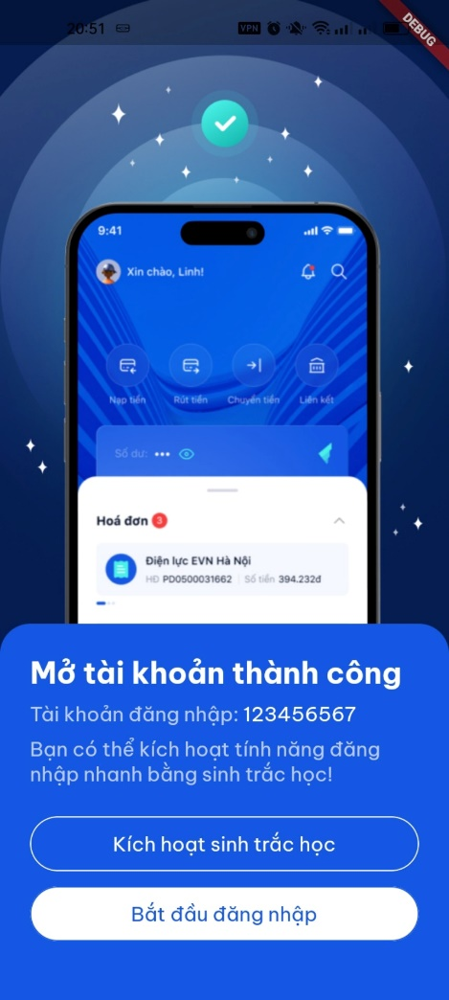 20:51
VPN
DEBUG
9:41
Xin chào, Linh!
Nạp tiền Rút tiền Chuyển tiền Liên kết
Số dư: •••
Hoá đơn 3
Điện lực EVN Hà Nội
HĐ PD0500031662 Số tiền 394.232đ
Mở tài khoản thành công
Tài khoản đăng nhập: 123456567
Bạn có thể kích hoạt tính năng đăng
nhập nhanh bằng sinh trắc học!
Kích hoạt sinh trắc học
Bắt đầu đăng nhập